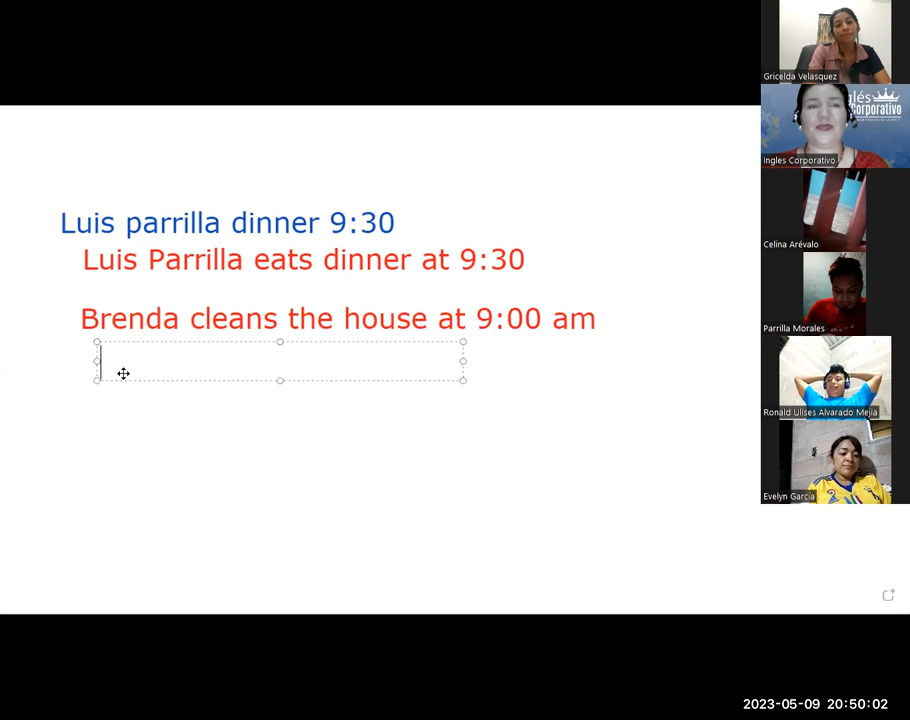 Luis parrilla dinner 9:30
Luis Parrilla eats dinner at 9:30
Brenda cleans the house at 9:00 am
Gricelda Velasquez
glés
Corporativo
Ingles Corporativo
Celina Arévalo
Parrilla Morales
Ronald Ulises Alvarado Mejia
Evelyn García
2023-05-09 20:50:02